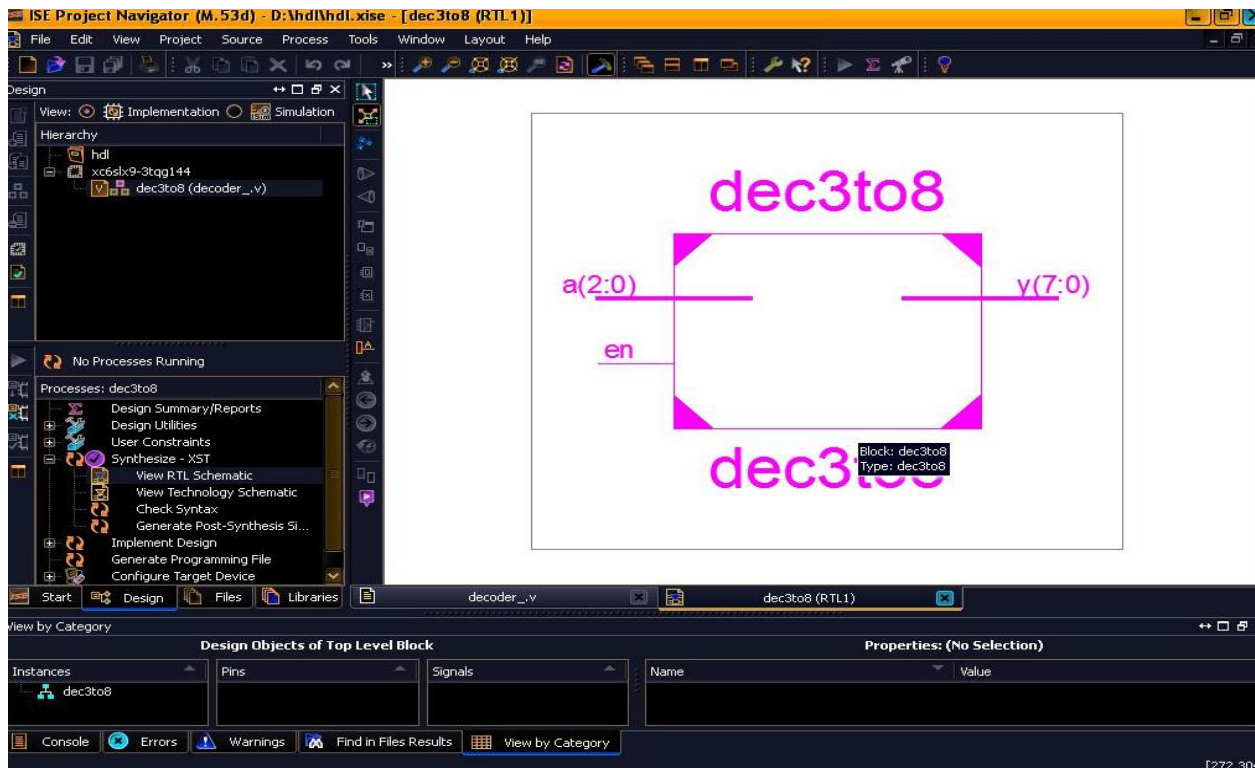 ISE Project Navigator (M.53d) - D:\hdl\hdl.xise - [dec3to8 (RTL1)]
File Edit View Project Source Process Tools Window Layout Help
Design
View: Implementation Simulation
Hierarchy
hdl
xc6slx9-3tqg144
dec3to8 (decoder_.v)
No Processes Running
Processes: dec3to8
Design Summary/Reports
Design Utilities
User Constraints
Synthesize - XST
View RTL Schematic
View Technology Schematic
Check Syntax
Generate Post-Synthesis Si...
Implement Design
Generate Programming File
Configure Target Device
Start Design Files Libraries
dec3to8
a(2:0) y(7:0)
en
dec3to8
Block: dec3to8
Type: dec3to8
decoder_.v dec3to8 (RTL1)
View by Category
Design Objects of Top Level Block Properties: (No Selection)
Instances Pins Signals Name Value
dec3to8
Console Errors Warnings Find in Files Results View by Category